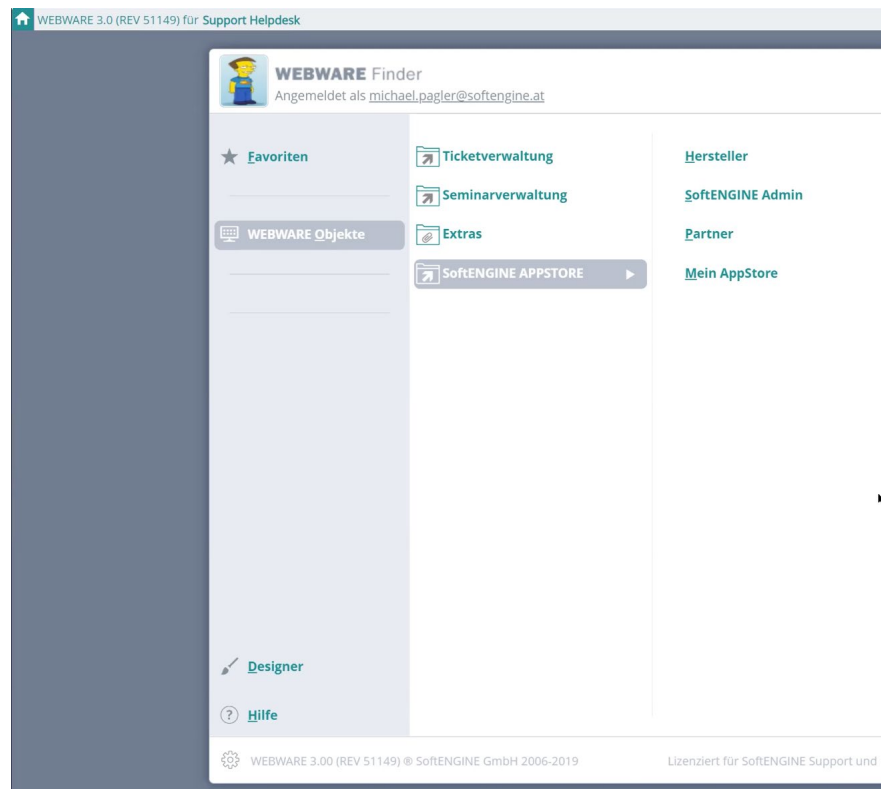 WEBWARE 3.0 (REV 51149) für Support Helpdesk
WEBWARE Finder
Angemeldet als michael.pagler@softengine.at
Favoriten
WEBWARE Objekte
Designer
Hilfe
Ticketverwaltung
Seminarverwaltung
Extras
SoftENGINE APPSTORE
Hersteller
SoftENGINE Admin
Partner
Mein AppStore
WEBWARE 3.00 (REV 51149) ® SoftENGINE GmbH 2006-2019
Lizenziert für SoftENGINE Support und